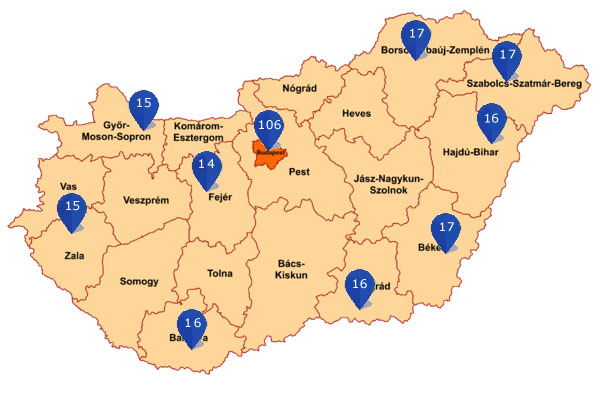 17
Borsod-Abaúj-Zemplén
17
Szabolcs-Szatmár-Bereg
Nógrád
15
Heves
Győr-
Moson-Sopron
Komárom-
Esztergom
106
Budapest
16
Hajdú-Bihar
14
Fejér
Pest
Jász-Nagykun-
Szolnok
Vas
Veszprém
15
17
Zala
Somogy
Tolna
Bács-
Kiskun
16
16